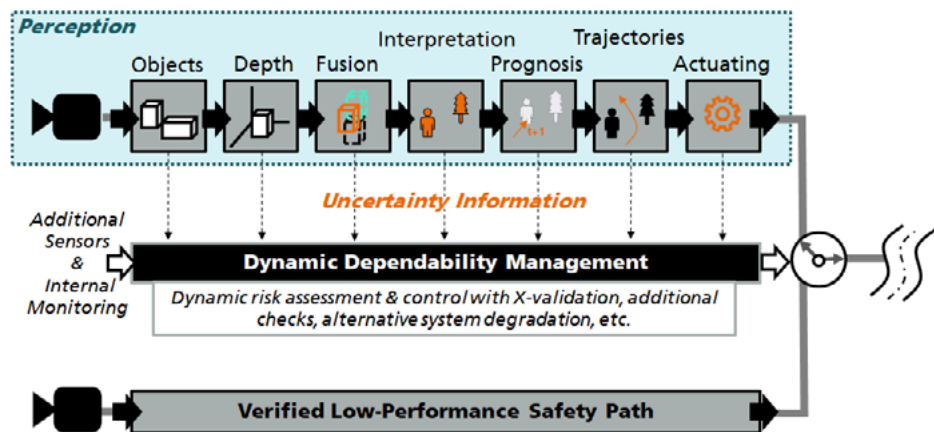 Perception
Interpretation
Trajectories
Objects
Depth
Fusion
Prognosis
Actuating
t+1
Uncertainty Information
Additional
Sensors
&
Internal
Monitoring
Dynamic Dependability Management
Dynamic risk assessment & control with X-validation, additional
checks, alternative system degradation, etc.
Verified Low-Performance Safety Path